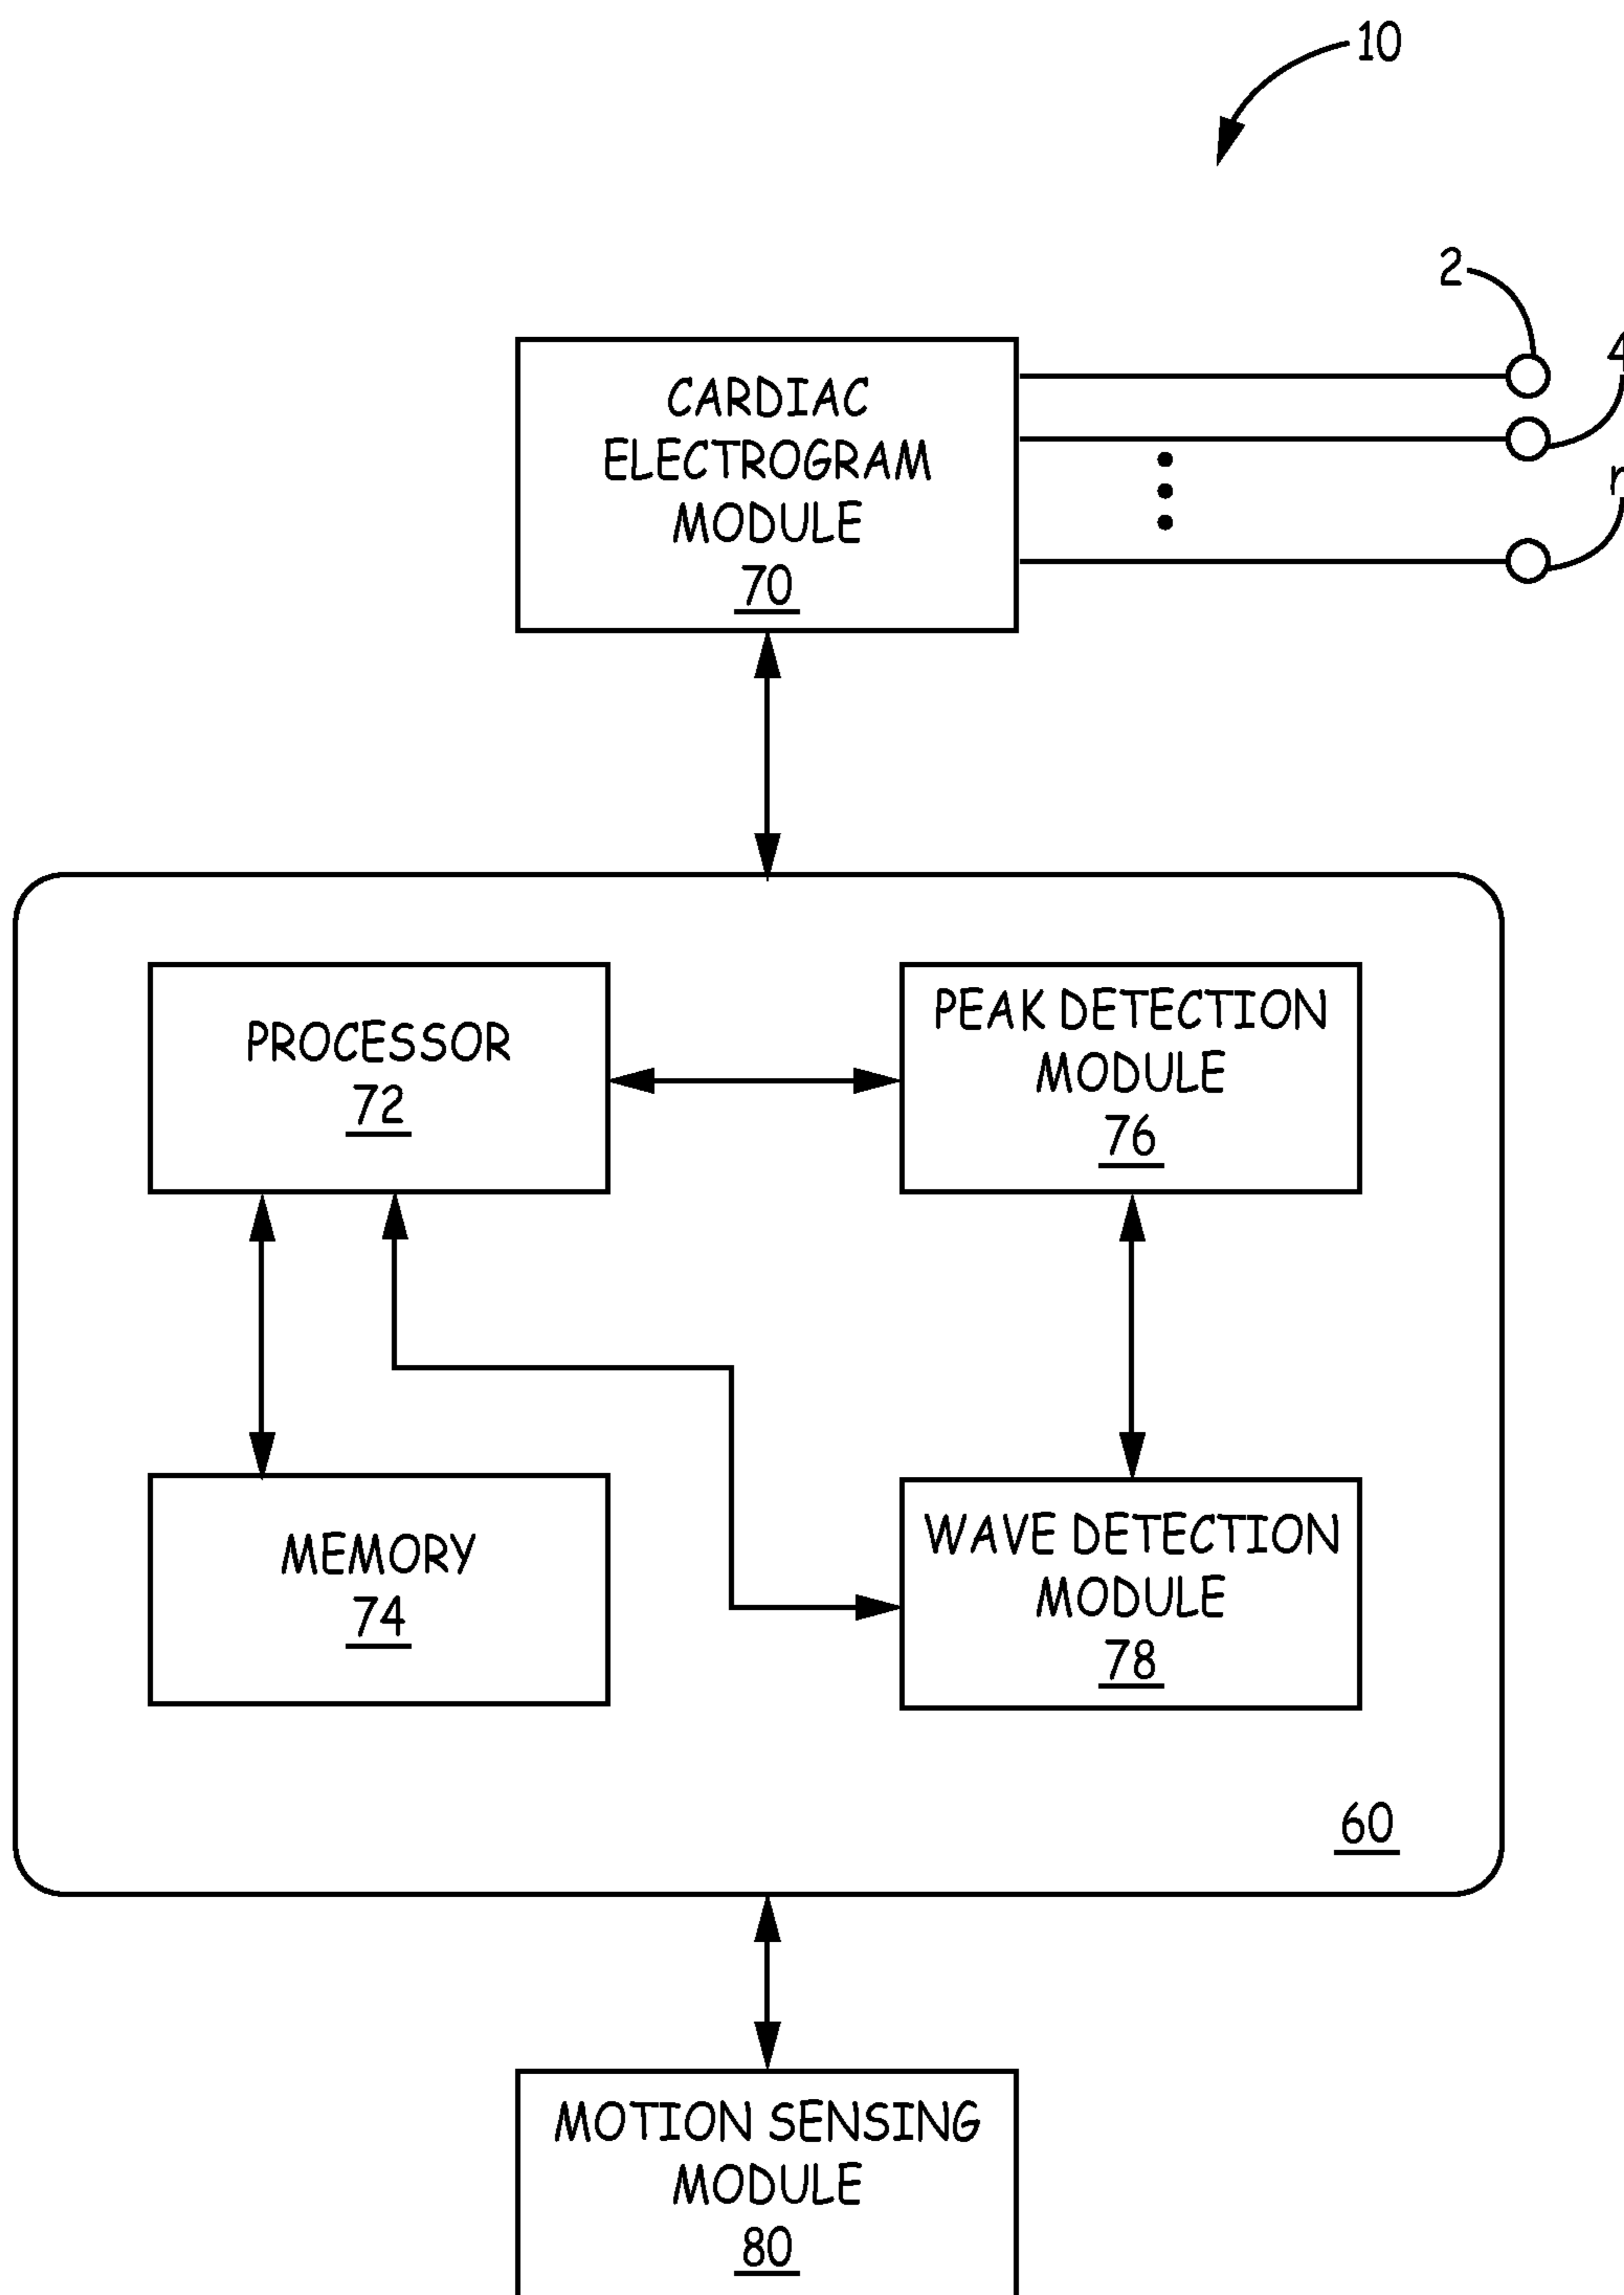 10
2
4
CARDIAC
ELECTROGRAM
MODULE
70
PROCESSOR
72
PEAK DETECTION
MODULE
76
MEMORY
74
WAVE DETECTION
MODULE
78
60
MOTION SENSING
MODULE
80